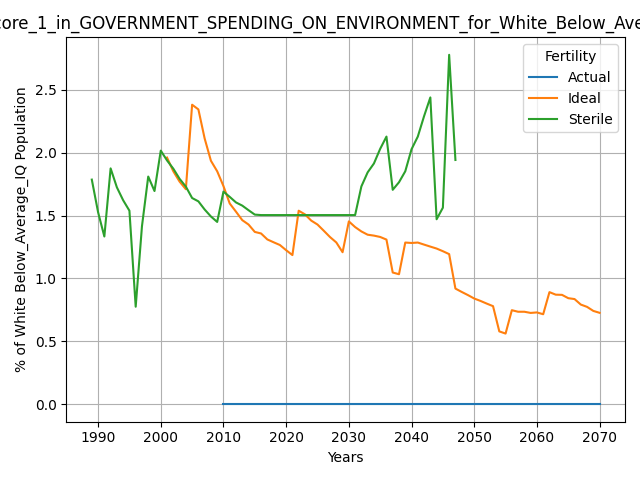 core_1_in_GOVERNMENT_SPENDING_ON_ENVIRONMENT_for_White_Below_Ave
Fertility
Actual
Ideal
Sterile
% of White Below_Average_IQ Population
2.5
2.0
1.5
1.0
0.5
0.0
1990 2000 2010 2020 2030 2040 2050 2060 2070
Years